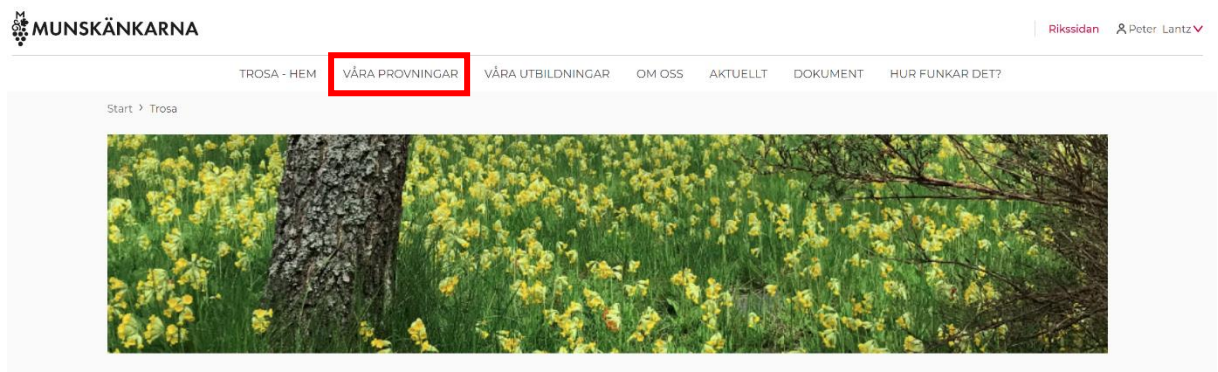 MUNSKÄNKARNA
Rikssidan Peter Lantz
TROSA - HEM VÅRA PROVNINGAR VÅRA UTBILDNINGAR OM OSS AKTUELLT DOKUMENT HUR FUNKAR DET?
Start > Trosa